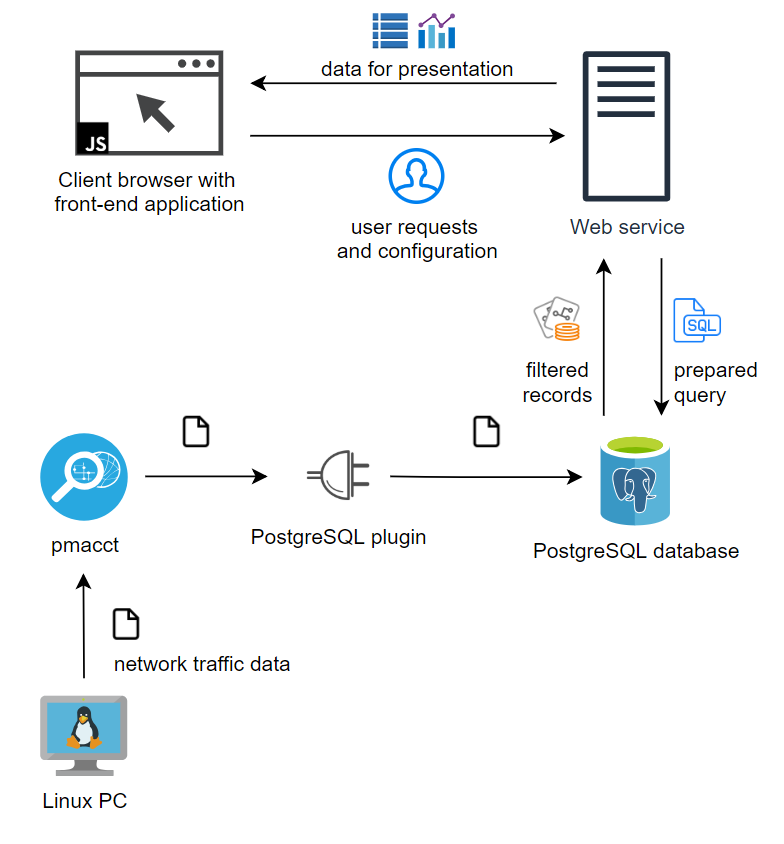 data for presentation
JS
Client browser with
front-end application
user requests
and configuration
Web service
SQL
filtered
records
prepared
query
pmacct
PostgreSQL plugin
PostgreSQL database
network traffic data
Linux PC